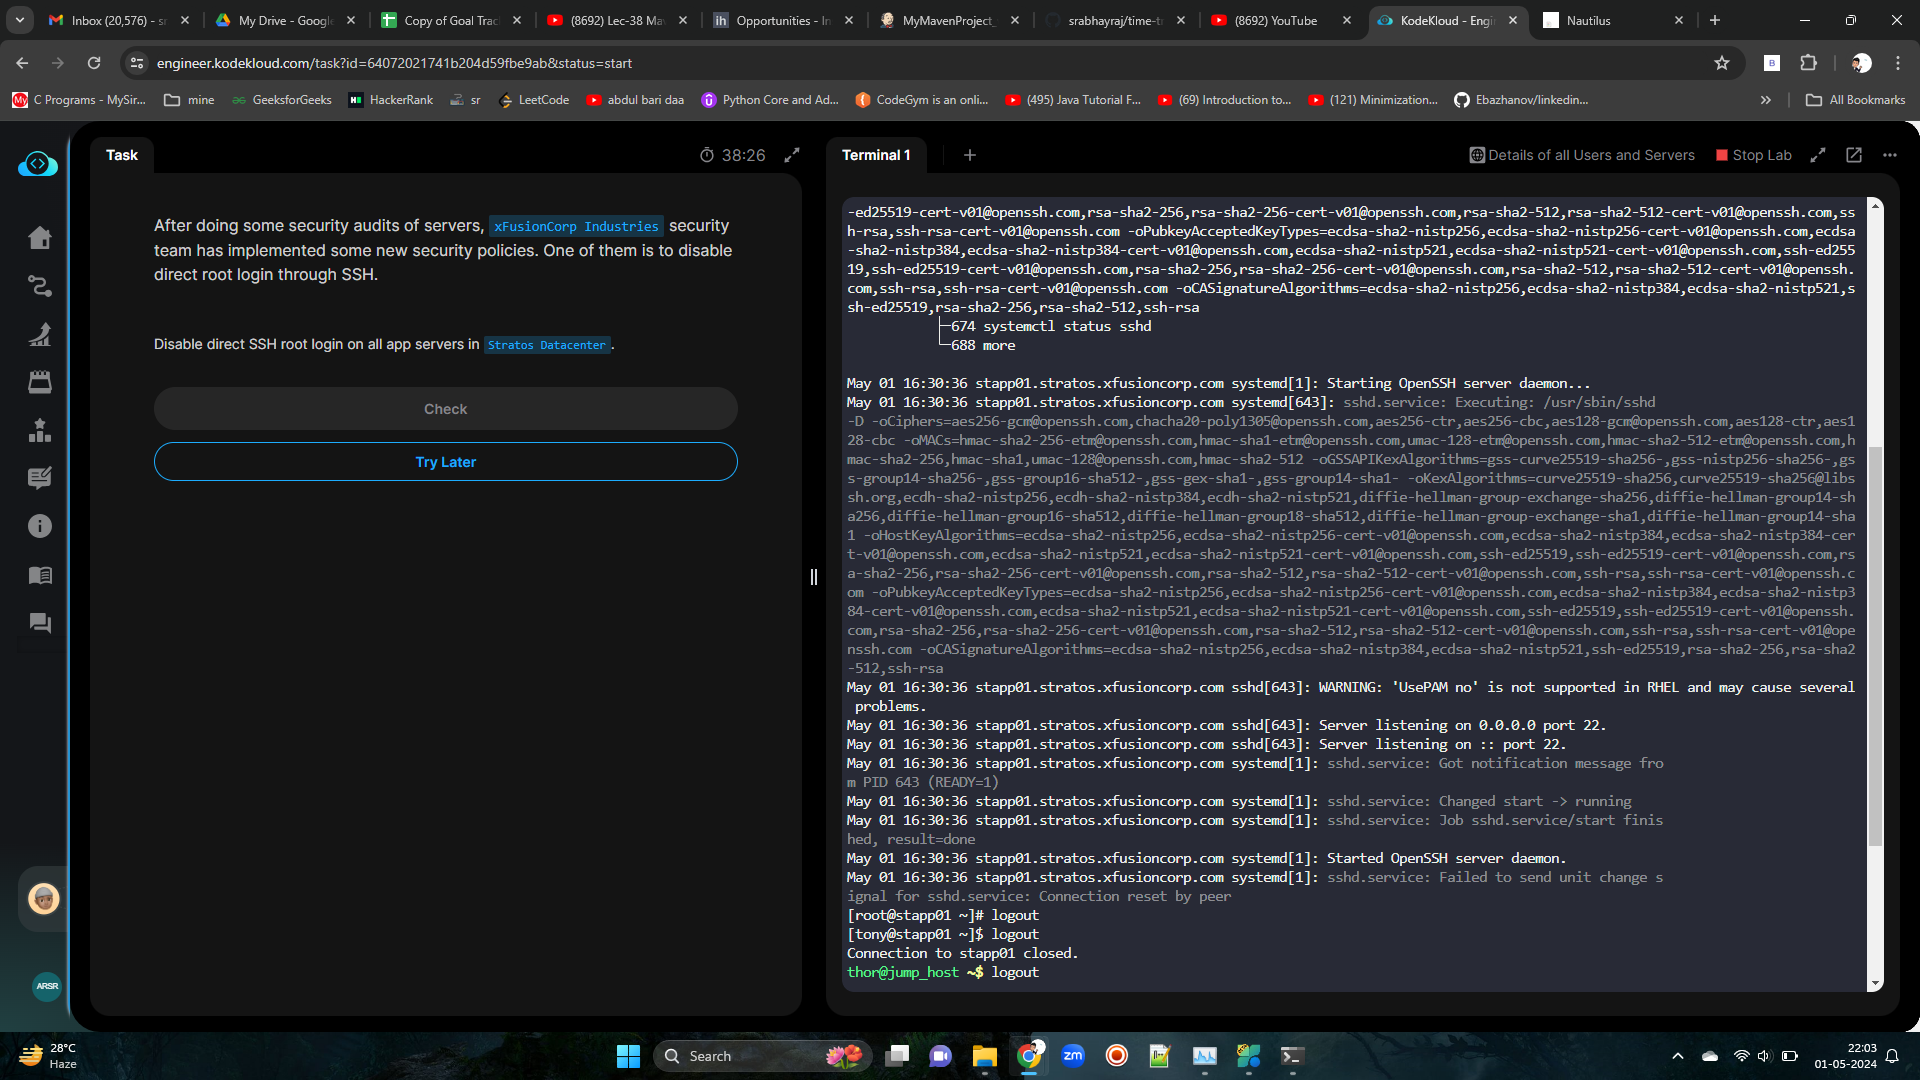 Inbox (20,576) - sr
My Drive - Google
Copy of Goal Trac
(8692) Lec-38 Ma
Opportunities - In
MyMavenProject_
srabhayraj/time-t
(8692) YouTube
KodeKloud - Engi
Nautilus
engineer.kodekloud.com/task?id=64072021741b204d59fbe9ab&status=start
C Programs - MySir...
mine
GeeksforGeeks
HackerRank
sr
LeetCode
abdul bari daa
Python Core and Ad...
CodeGym is an onli...
(495) Java Tutorial F...
(69) Introduction to...
(121) Minimization...
Ebazhanov/linkedin...
All Bookmarks
Task
38:26
After doing some security audits of servers, xFusionCorp Industries security
team has implemented some new security policies. One of them is to disable
direct root login through SSH.
Disable direct SSH root login on all app servers in Stratos Datacenter.
Check
Try Later
ARSR
Terminal 1
Details of all Users and Servers
Stop Lab
-ed25519-cert-v01@openssh.com,rsa-sha2-256,rsa-sha2-256-cert-v01@openssh.com,rsa-sha2-512,rsa-sha2-512-cert-v01@openssh.com,ss
h-rsa,ssh-rsa-cert-v01@openssh.com -oPubkeyAcceptedKeyTypes=ecdsa-sha2-nistp256,ecdsa-sha2-nistp256-cert-v01@openssh.com,ecdsa
-sha2-nistp384,ecdsa-sha2-nistp384-cert-v01@openssh.com,ecdsa-sha2-nistp521,ecdsa-sha2-nistp521-cert-v01@openssh.com,ssh-ed255
19,ssh-ed25519-cert-v01@openssh.com,rsa-sha2-256,rsa-sha2-256-cert-v01@openssh.com,rsa-sha2-512,rsa-sha2-512-cert-v01@openssh.
com,ssh-rsa,ssh-rsa-cert-v01@openssh.com -oCASignatureAlgorithms=ecdsa-sha2-nistp256,ecdsa-sha2-nistp384,ecdsa-sha2-nistp521,s
sh-ed25519,rsa-sha2-256,rsa-sha2-512,ssh-rsa
├─674 systemctl status sshd
└─688 more
May 01 16:30:36 stapp01.stratos.xfusioncorp.com systemd[1]: Starting OpenSSH server daemon...
May 01 16:30:36 stapp01.stratos.xfusioncorp.com systemd[643]: sshd.service: Executing: /usr/sbin/sshd
-D -oCiphers=aes256-gcm@openssh.com,chacha20-poly1305@openssh.com,aes256-ctr,aes256-cbc,aes128-gcm@openssh.com,aes128-ctr,aes1
28-cbc -oMACs=hmac-sha2-256-etm@openssh.com,hmac-sha1-etm@openssh.com,umac-128-etm@openssh.com,hmac-sha2-512-etm@openssh.com,h
mac-sha2-256,hmac-sha1,umac-128@openssh.com,hmac-sha2-512 -oGSSAPIKexAlgorithms=gss-curve25519-sha256-,gss-nistp256-sha256-,gs
s-group14-sha256-,gss-group16-sha512-,gss-gex-sha1-,gss-group14-sha1- -oKexAlgorithms=curve25519-sha256,curve25519-sha256@libs
sh.org,ecdh-sha2-nistp256,ecdh-sha2-nistp384,ecdh-sha2-nistp521,diffie-hellman-group-exchange-sha256,diffie-hellman-group14-sh
a256,diffie-hellman-group16-sha512,diffie-hellman-group18-sha512,diffie-hellman-group-exchange-sha1,diffie-hellman-group14-sha
1 -oHostKeyAlgorithms=ecdsa-sha2-nistp256,ecdsa-sha2-nistp256-cert-v01@openssh.com,ecdsa-sha2-nistp384,ecdsa-sha2-nistp384-cer
t-v01@openssh.com,ecdsa-sha2-nistp521,ecdsa-sha2-nistp521-cert-v01@openssh.com,ssh-ed25519,ssh-ed25519-cert-v01@openssh.com,rs
a-sha2-256,rsa-sha2-256-cert-v01@openssh.com,rsa-sha2-512,rsa-sha2-512-cert-v01@openssh.com,ssh-rsa,ssh-rsa-cert-v01@openssh.c
om -oPubkeyAcceptedKeyTypes=ecdsa-sha2-nistp256,ecdsa-sha2-nistp256-cert-v01@openssh.com,ecdsa-sha2-nistp384,ecdsa-sha2-nistp3
84-cert-v01@openssh.com,ecdsa-sha2-nistp521,ecdsa-sha2-nistp521-cert-v01@openssh.com,ssh-ed25519,ssh-ed25519-cert-v01@openssh.
com,rsa-sha2-256,rsa-sha2-256-cert-v01@openssh.com,rsa-sha2-512,rsa-sha2-512-cert-v01@openssh.com,ssh-rsa,ssh-rsa-cert-v01@ope
nssh.com -oCASignatureAlgorithms=ecdsa-sha2-nistp256,ecdsa-sha2-nistp384,ecdsa-sha2-nistp521,ssh-ed25519,rsa-sha2-256,rsa-sha2
-512,ssh-rsa
May 01 16:30:36 stapp01.stratos.xfusioncorp.com sshd[643]: WARNING: 'UsePAM no' is not supported in RHEL and may cause several
problems.
May 01 16:30:36 stapp01.stratos.xfusioncorp.com sshd[643]: Server listening on 0.0.0.0 port 22.
May 01 16:30:36 stapp01.stratos.xfusioncorp.com sshd[643]: Server listening on :: port 22.
May 01 16:30:36 stapp01.stratos.xfusioncorp.com systemd[1]: sshd.service: Got notification message fro
m PID 643 (READY=1)
May 01 16:30:36 stapp01.stratos.xfusioncorp.com systemd[1]: sshd.service: Changed start -> running
May 01 16:30:36 stapp01.stratos.xfusioncorp.com systemd[1]: sshd.service: Job sshd.service/start finis
hed, result=done
May 01 16:30:36 stapp01.stratos.xfusioncorp.com systemd[1]: Started OpenSSH server daemon.
May 01 16:30:36 stapp01.stratos.xfusioncorp.com systemd[1]: sshd.service: Failed to send unit change s
ignal for sshd.service: Connection reset by peer
[root@stapp01 ~]# logout
[tony@stapp01 ~]$ logout
Connection to stapp01 closed.
thor@jump_host ~$ logout
28°C
Haze
Search
zm
22:03
01-05-2024